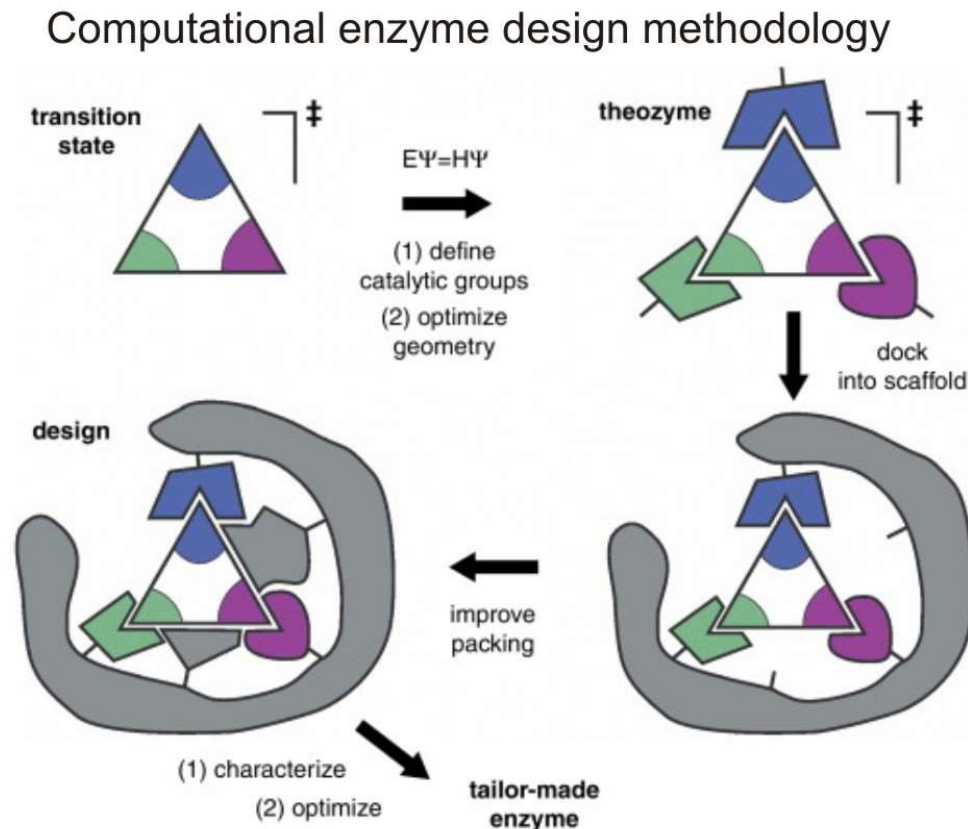 Computational enzyme design methodology
transition
state
‡
EΨ=HΨ
(1) define
catalytic groups
(2) optimize
geometry
theozyme
‡
dock
into scaffold
design
improve
packing
(1) characterize
(2) optimize
tailor-made
enzyme